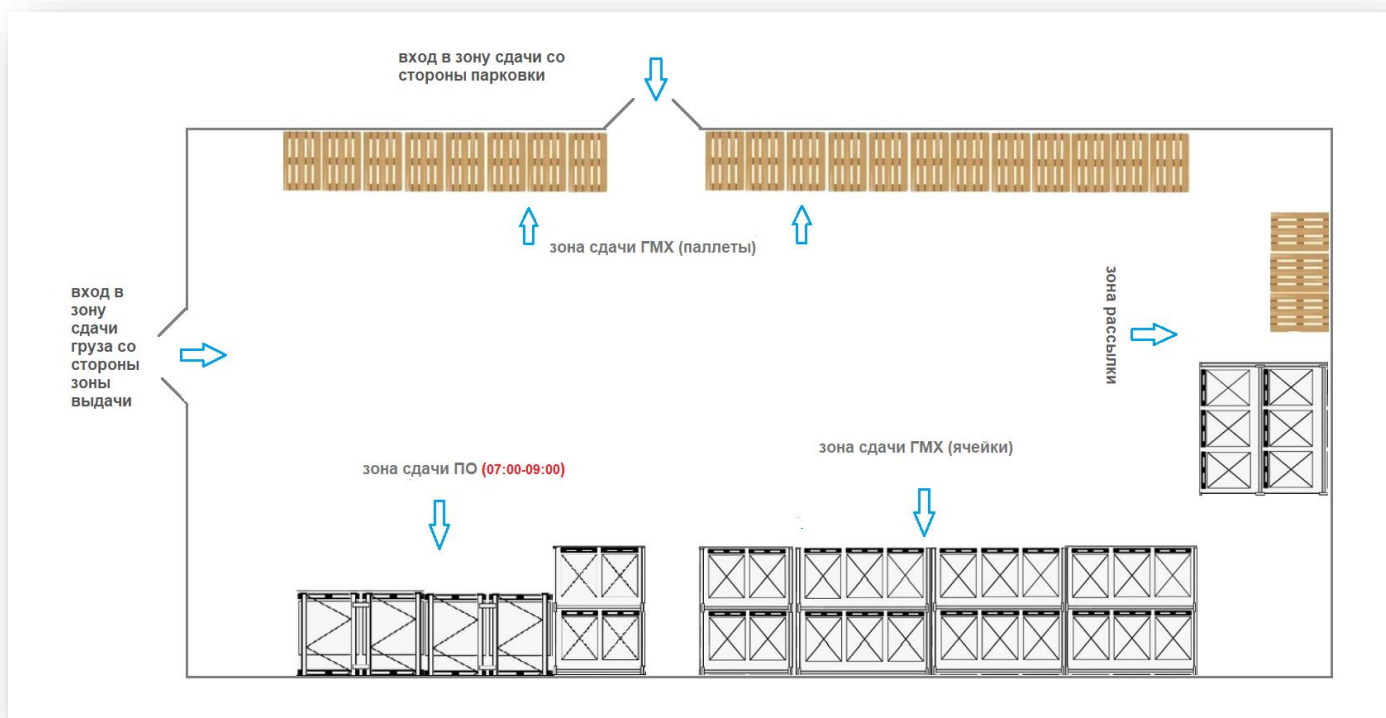 вход в зону сдачи со
стороны парковки
зона сдачи ГМХ (паллеты)
вход в
зону
сдачи
груза со
стороны
зоны
выдачи
зона рассылки
зона сдачи ГМХ (ячейки)
зона сдачи ПО (07:00-09:00)